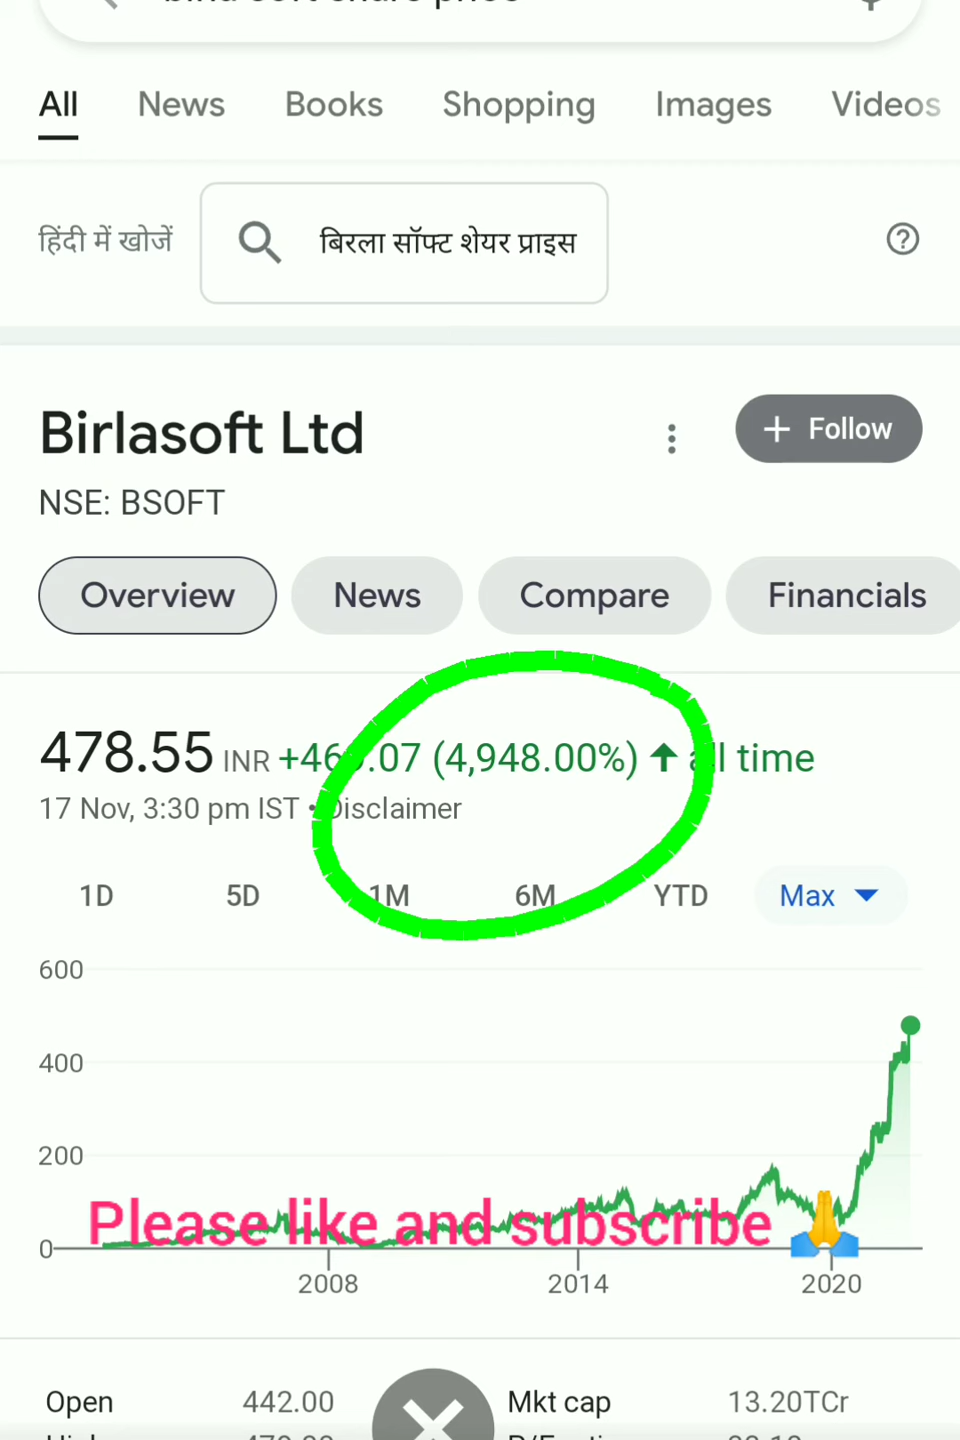 All News Books Shopping Images Videos
हिंदी में खोजें बिरला सॉफ्ट शेयर प्राइस
Birlasoft Ltd
+ Follow
NSE: BSOFT
Overview News Compare Financials
478.55 INR (4,948.00%) all time
17 Nov, 3:30 pm IST • Disclaimer
1D 5D 1M 6M YTD Max
600
400
200
Please like and subscribe
0
2008 2014 2020
Open 442.00 Mkt cap 13.20TCr